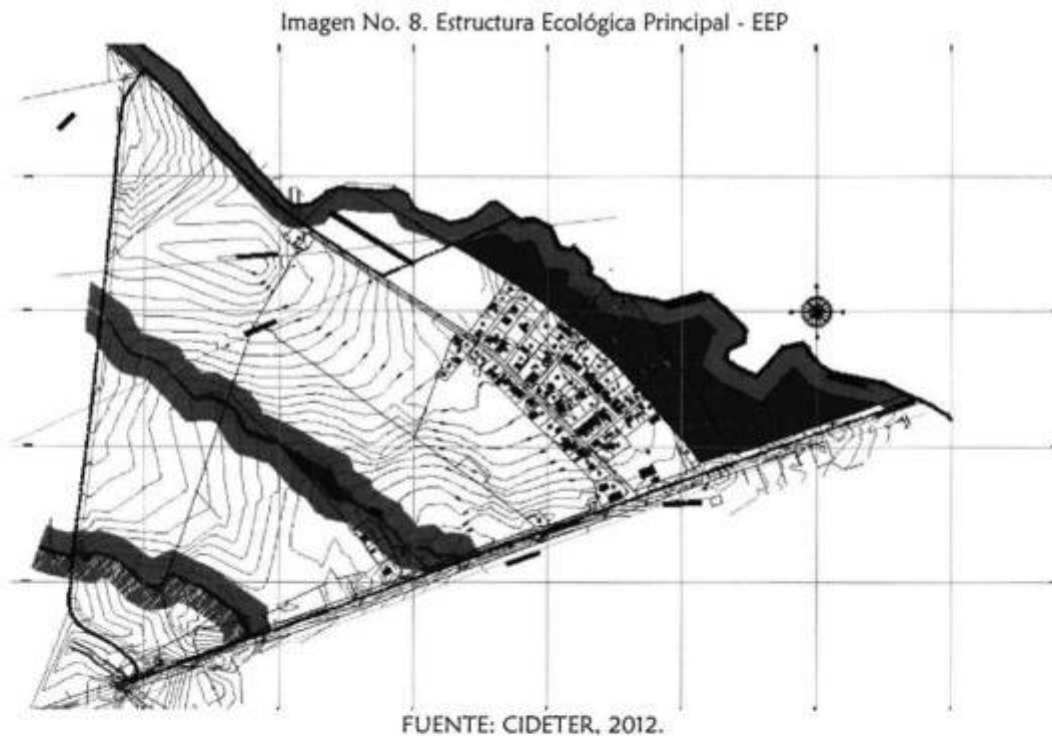 Imagen No. 8. Estructura Ecológica Principal - EEP
FUENTE: CIDETER, 2012.